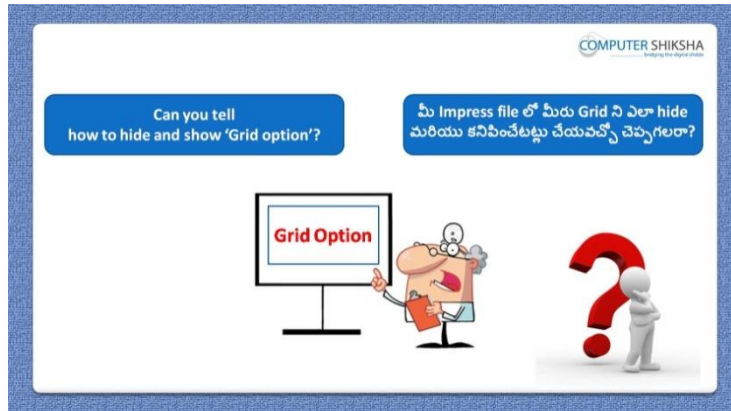 COMPUTER SHIKSHA
bridging the digital divide
Can you tell
how to hide and show ‘Grid option’?
మీ Impress file లో మీరు Grid ని ఎలా hide
మరియు కనిపించేటట్లు చేయవచ్చో చెప్పగలరా?
Grid Option